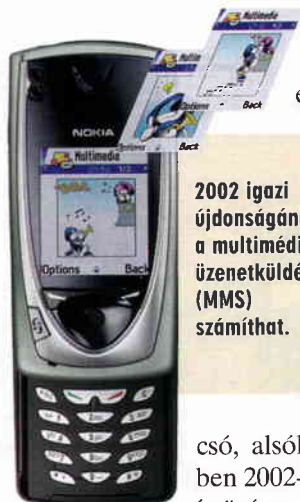 Multimedia
Options Back
Multimedia
Options Back
NOKIA
Multimedia
Options Back
2002 igazi
újdonságán
a multimédi
üzenetküldé
(MMS)
számíthat.
csó, alsól
ben 2002-